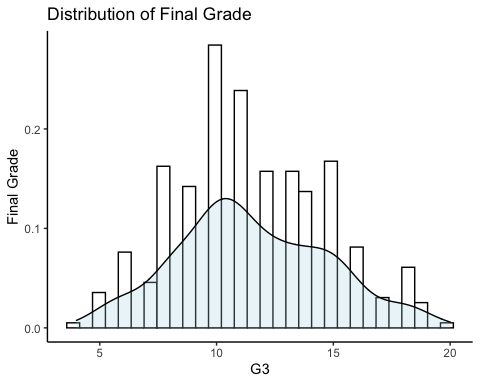 Distribution of Final Grade
Final Grade
0.2
0.1
0.0
5 10 15 20
G3